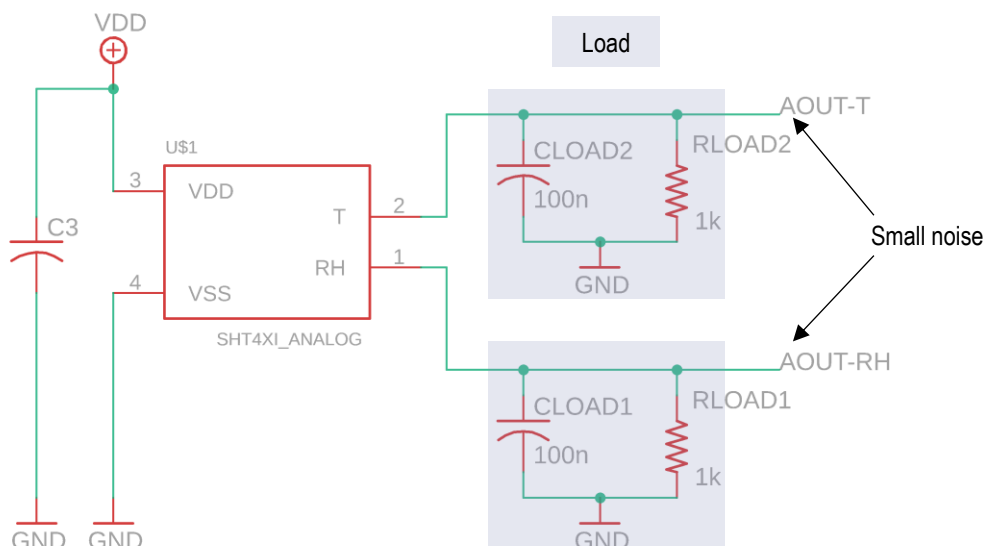 VDD
Load
AOUT-T
U$1
CLOAD2
RLOAD2
3
VDD
100n
T
2
1k
C3
Small noise
RH
1
GND
4
VSS
SHT4XI_ANALOG
AOUT-RH
CLOAD1
RLOAD1
100n
1k
GND
GND
GND